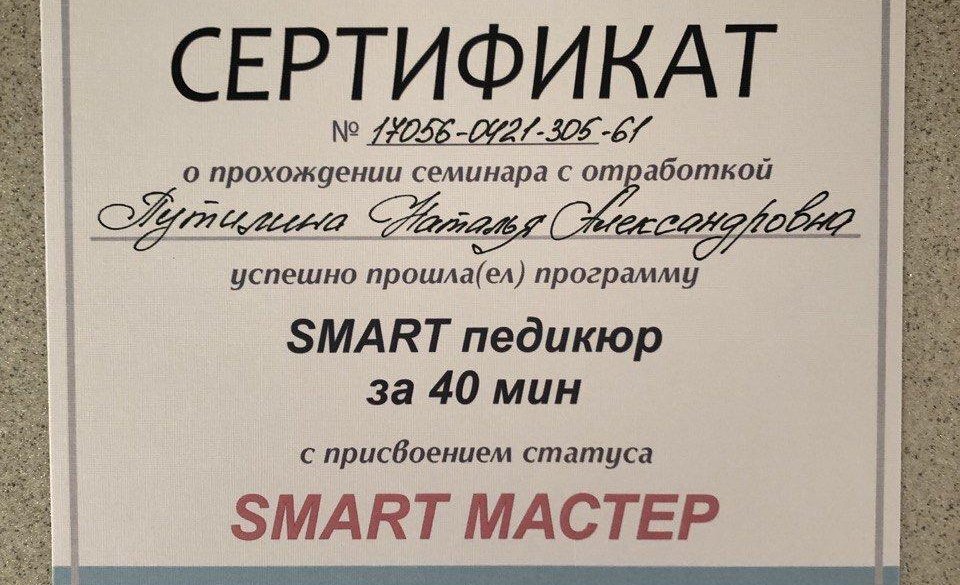 СЕРТИФИКАТ
№ 17056-0421-305-61
о прохождении семинара с отработкой
Путилина Наталья Александровна
успешно прошла(ел) программу
SMART педикюр
за 40 мин
с присвоением статуса
SMART МАСТЕР